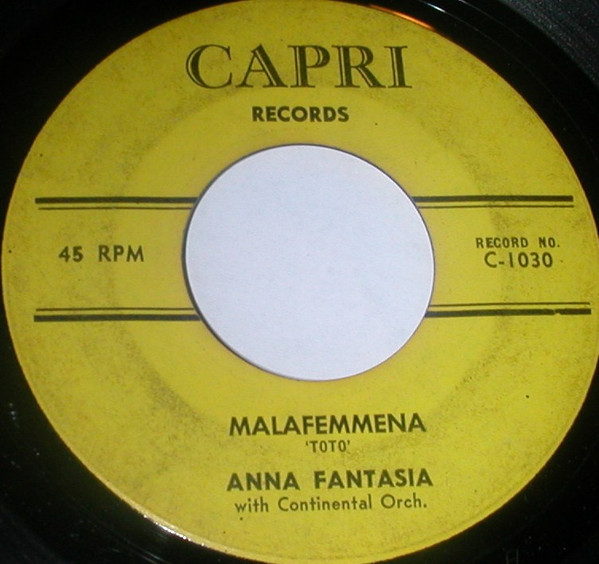 CAPRI
RECORDS
45 RPM
RECORD NO.
C-1030
MALAFEMMENA
'TOTO'
ANNA FANTASIA
with Continental Orch.